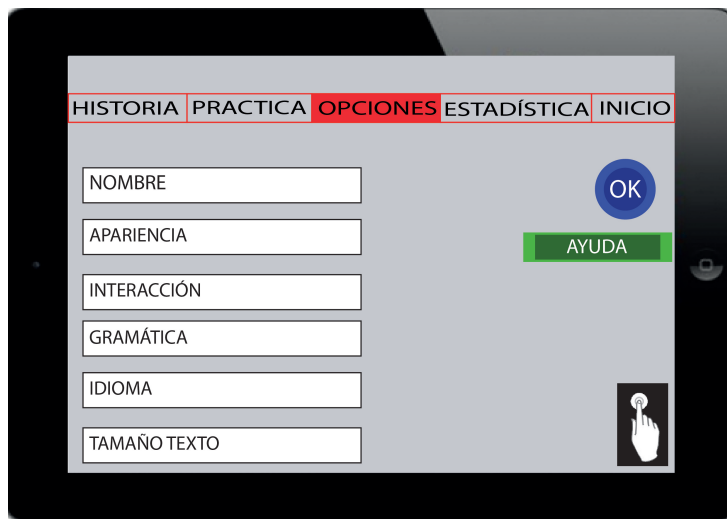 HISTORIA PRACTICA OPCIONES ESTADÍSTICA INICIO
NOMBRE
OK
APARIENCIA
AYUDA
INTERACCIÓN
GRAMÁTICA
IDIOMA
TAMAÑO TEXTO